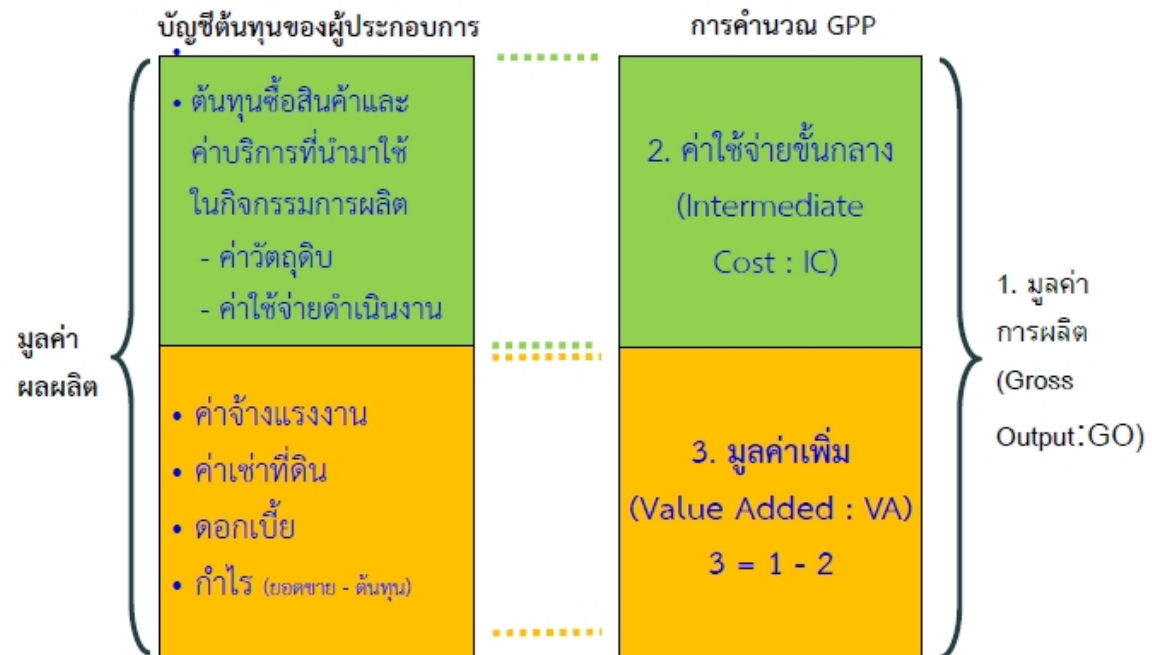 บัญชีต้นทุนของผู้ประกอบการ
การคำนวณ GPP
มูลค่า
ผลผลิต
• ต้นทุนซื้อสินค้าและ
ค่าบริการที่นำมาใช้
ในกิจกรรมการผลิต
- ค่าวัตถุดิบ
- ค่าใช้จ่ายดำเนินงาน
• ค่าจ้างแรงงาน
• ค่าเช่าที่ดิน
• ดอกเบี้ย
• กำไร (ยอดขาย - ต้นทุน)
2. ค่าใช้จ่ายขั้นกลาง
(Intermediate
Cost : IC)
3. มูลค่าเพิ่ม
(Value Added : VA)
3 = 1 - 2
1. มูลค่า
การผลิต
(Gross
Output:GO)